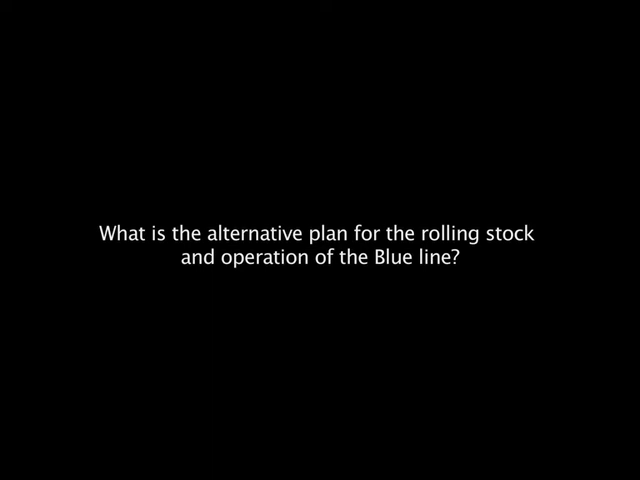 What is the alternative plan for the rolling stock
and operation of the Blue line?